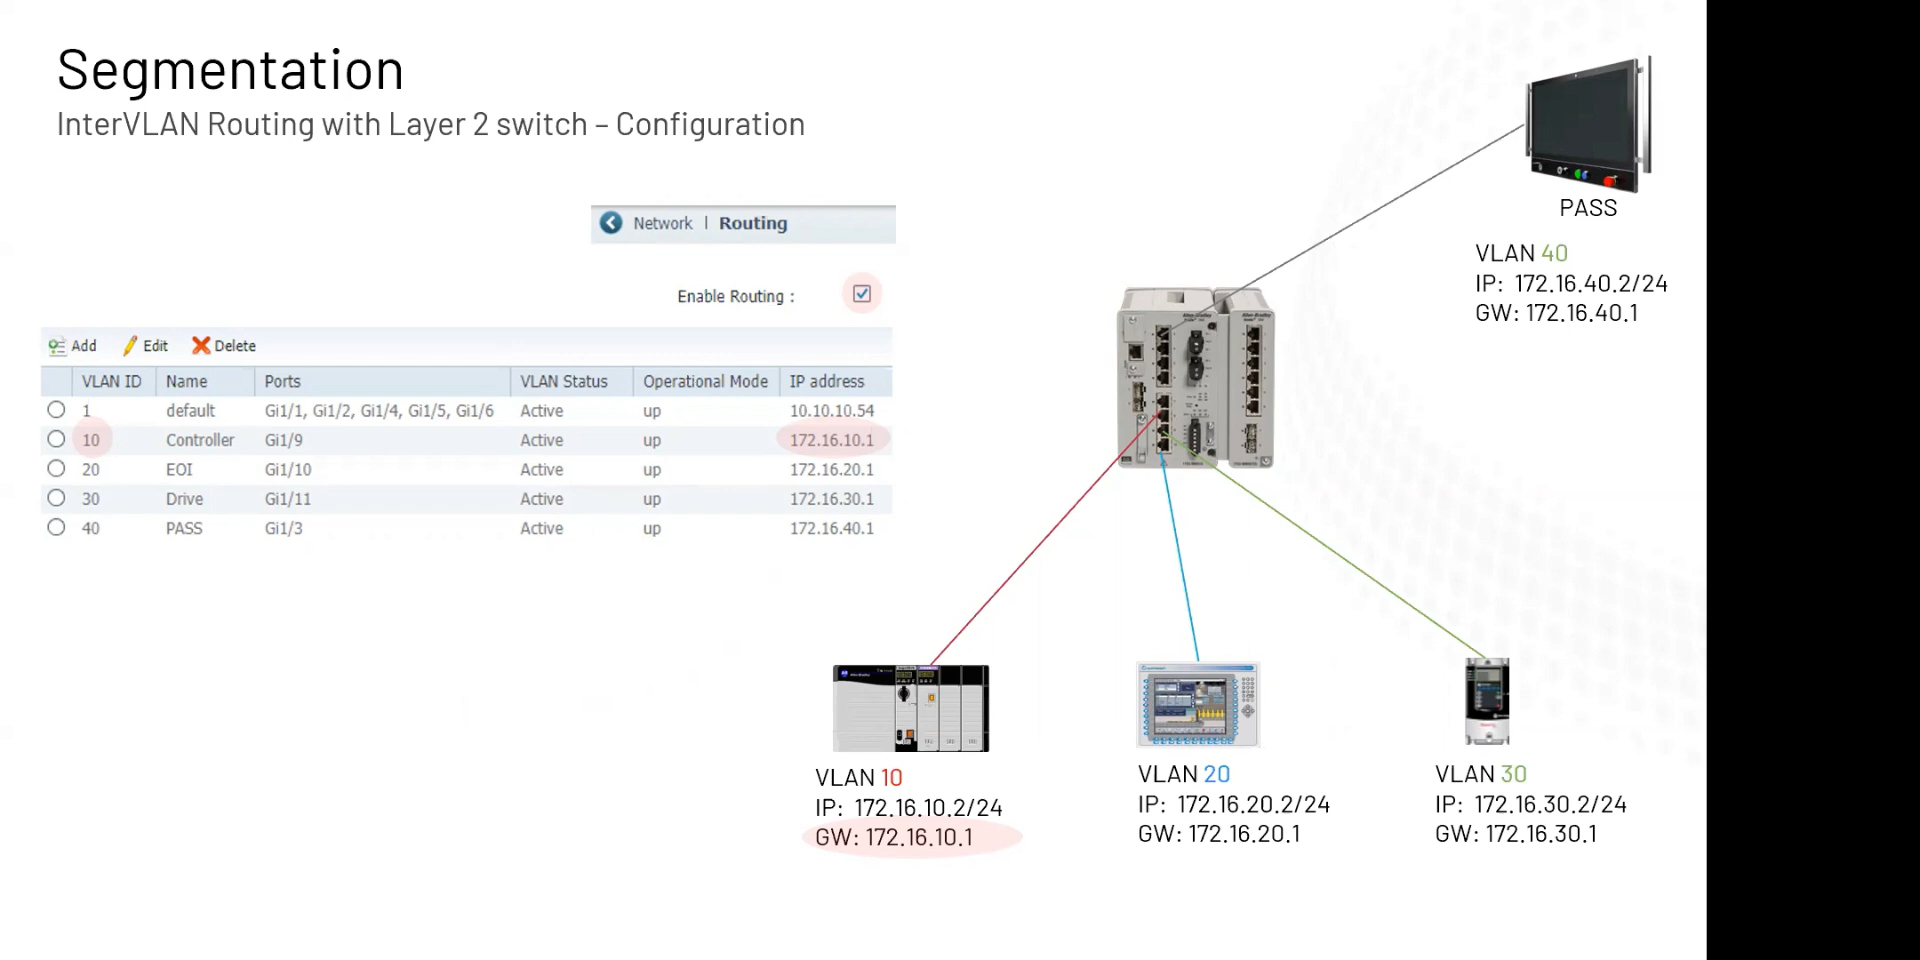 Segmentation
InterVLAN Routing with Layer 2 switch – Configuration
Network | Routing
Enable Routing :
Add Edit Delete
VLAN ID Name Ports VLAN Status Operational Mode IP address
1 default Gi1/1, Gi1/2, Gi1/4, Gi1/5, Gi1/6 Active up 10.10.10.54
10 Controller Gi1/9 Active up 172.16.10.1
20 EOI Gi1/10 Active up 172.16.20.1
30 Drive Gi1/11 Active up 172.16.30.1
40 PASS Gi1/3 Active up 172.16.40.1
PASS
VLAN 40
IP: 172.16.40.2/24
GW: 172.16.40.1
VLAN 10
IP: 172.16.10.2/24
GW: 172.16.10.1
VLAN 20
IP: 172.16.20.2/24
GW: 172.16.20.1
VLAN 30
IP: 172.16.30.2/24
GW: 172.16.30.1